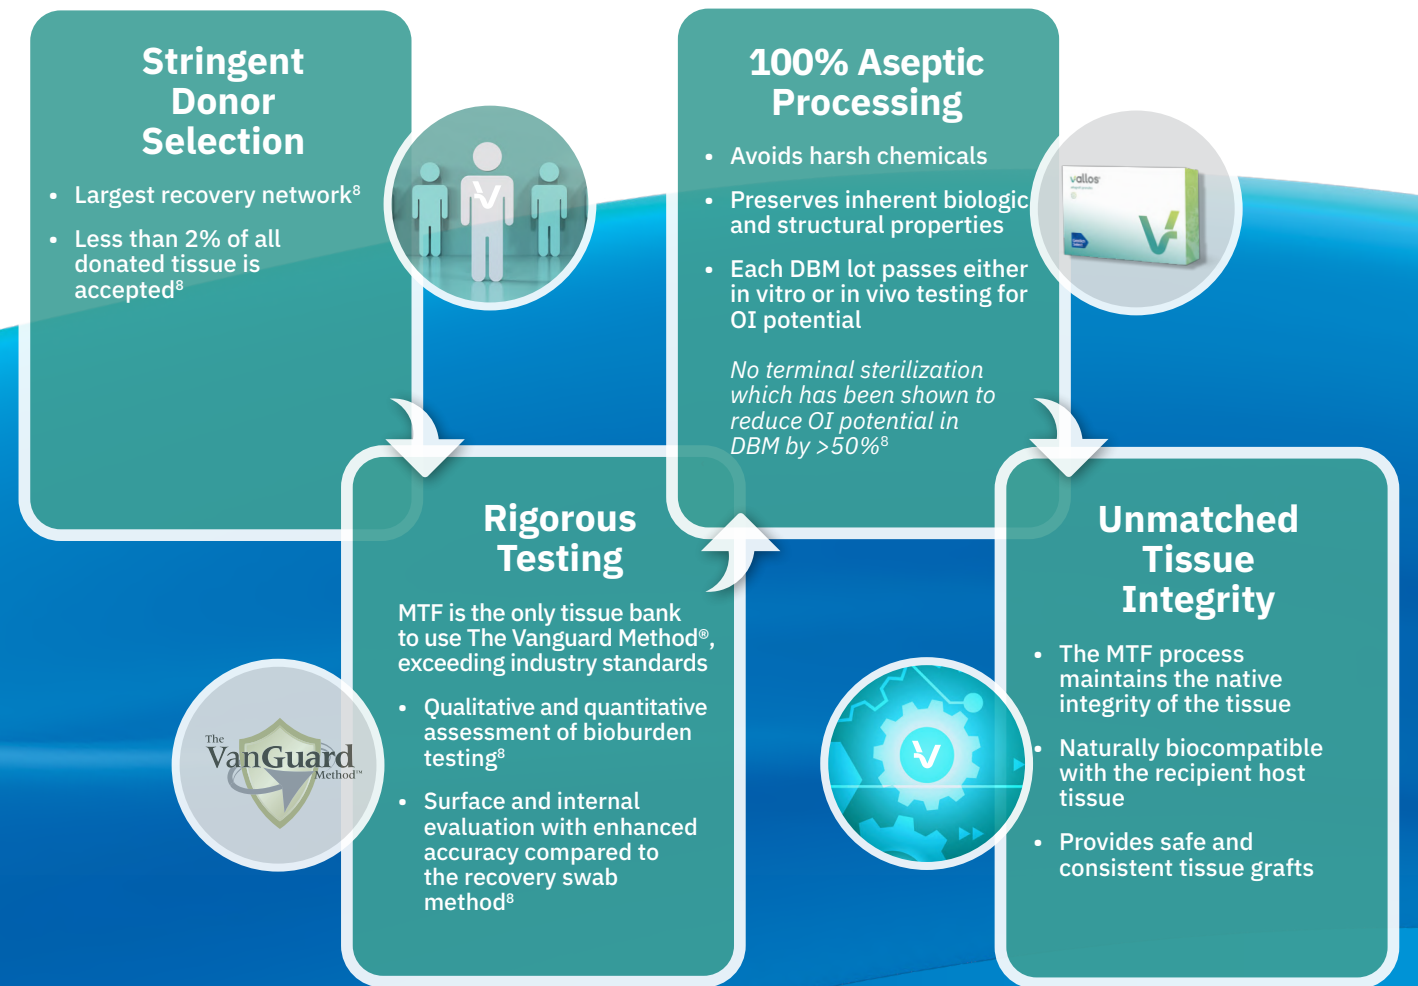 Stringent
Donor
Selection
• Largest recovery network⁸
• Less than 2% of all
donated tissue is
accepted⁸
Rigorous
Testing
MTF is the only tissue bank
to use The Vanguard Method®,
exceeding industry standards
• Qualitative and quantitative
assessment of bioburden
testing⁸
• Surface and internal
evaluation with enhanced
accuracy compared to
the recovery swab
method⁸
The
VanGuard
Method™
100% Aseptic
Processing
• Avoids harsh chemicals
• Preserves inherent biologic
and structural properties
• Each DBM lot passes either
in vitro or in vivo testing for
OI potential
No terminal sterilization
which has been shown to
reduce OI potential in
DBM by >50%⁸
vallos
Unmatched
Tissue
Integrity
• The MTF process
maintains the native
integrity of the tissue
• Naturally biocompatible
with the recipient host
tissue
• Provides safe and
consistent tissue grafts